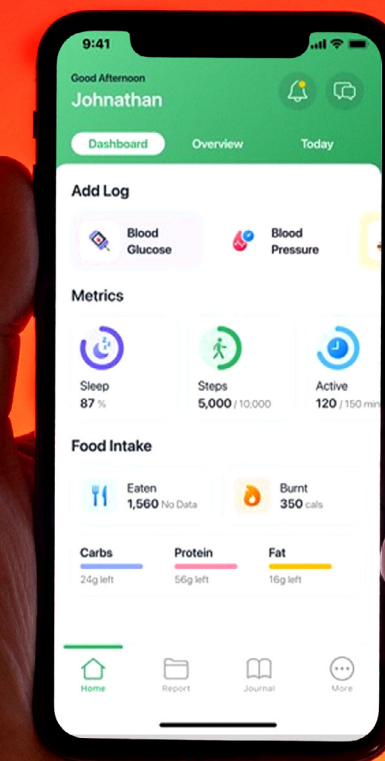 9:41
Good Afternoon
Johnathan
Dashboard Overview Today
Add Log
Blood Glucose
Blood Pressure
Metrics
Sleep
87 %
Steps
5,000 / 10,000
Active
120 / 150 min
Food Intake
Eaten
1,560 No Data
Burnt
350 cals
Carbs
24g left
Protein
56g left
Fat
16g left
Home Report Journal More